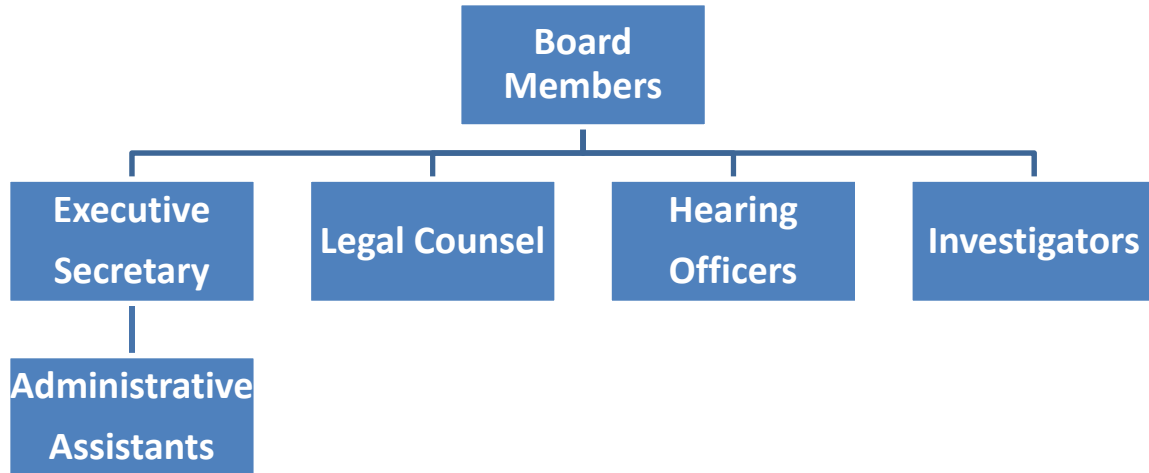 Board
Members
Executive
Secretary
Legal Counsel
Hearing
Officers
Investigators
Administrative
Assistants